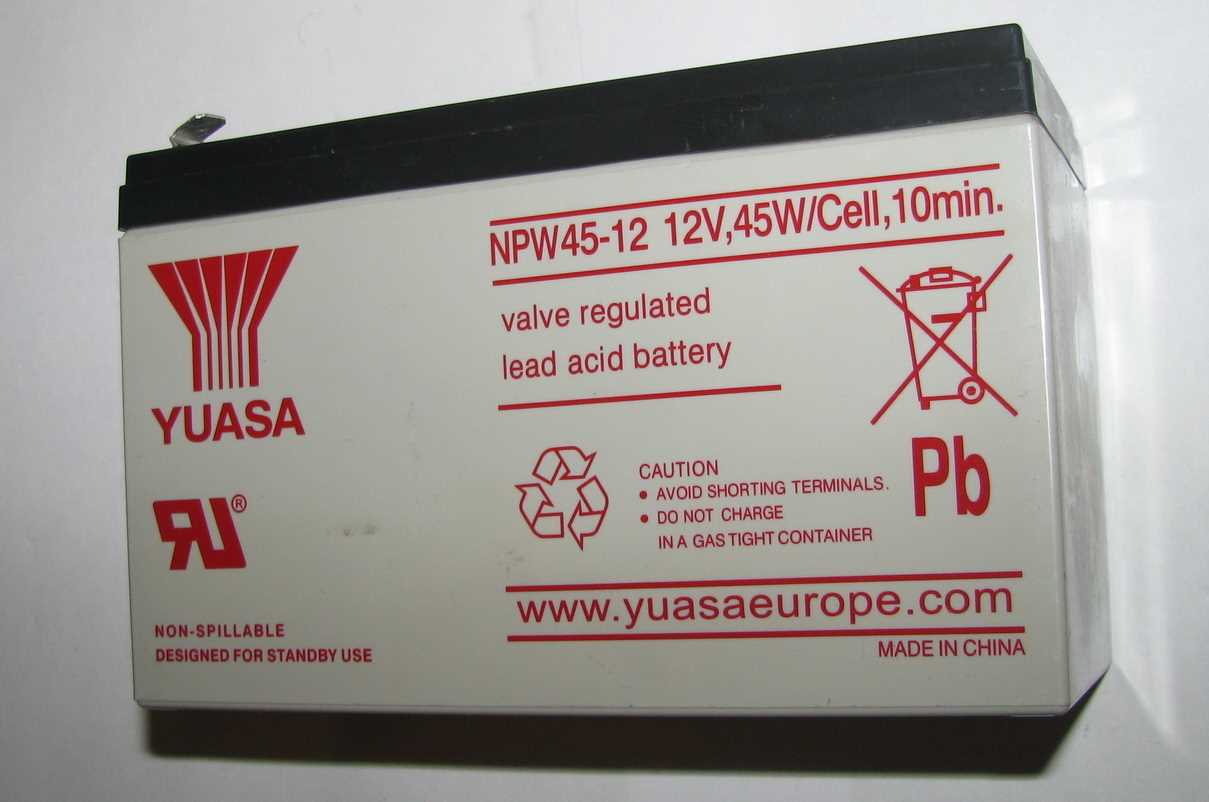 NPW45-12 12V,45W/Cell,10min.
valve regulated
lead acid battery
YUASA
Pb
CAUTION
• AVOID SHORTING TERMINALS.
• DO NOT CHARGE
IN A GAS TIGHT CONTAINER
RU®
www.yuasaeurope.com
NON-SPILLABLE
DESIGNED FOR STANDBY USE
MADE IN CHINA